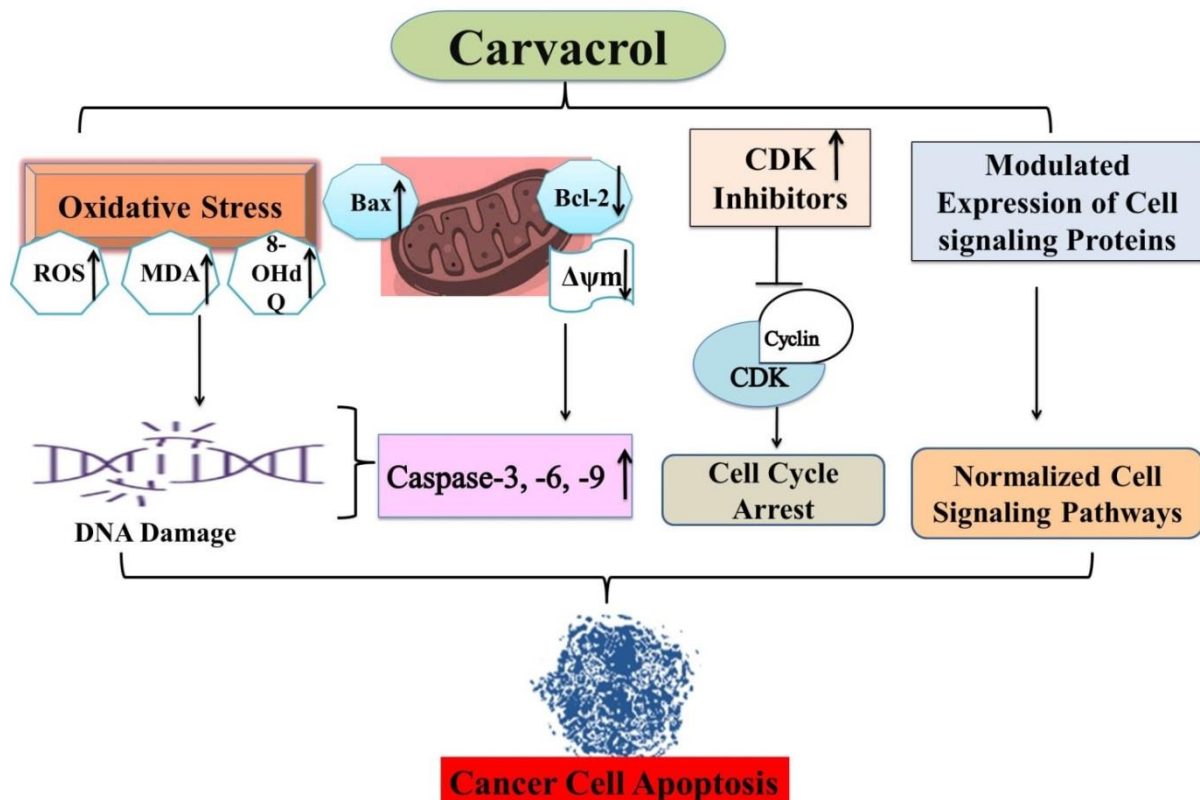 Carvacrol
Oxidative Stress
ROS
MDA
8-
OHd
Q
Bax
Bcl-2
Δψm
CDK
Inhibitors
Cyclin
CDK
Modulated
Expression of Cell
signaling Proteins
DNA Damage
Caspase-3, -6, -9
Cell Cycle
Arrest
Normalized Cell
Signaling Pathways
Cancer Cell Apoptosis